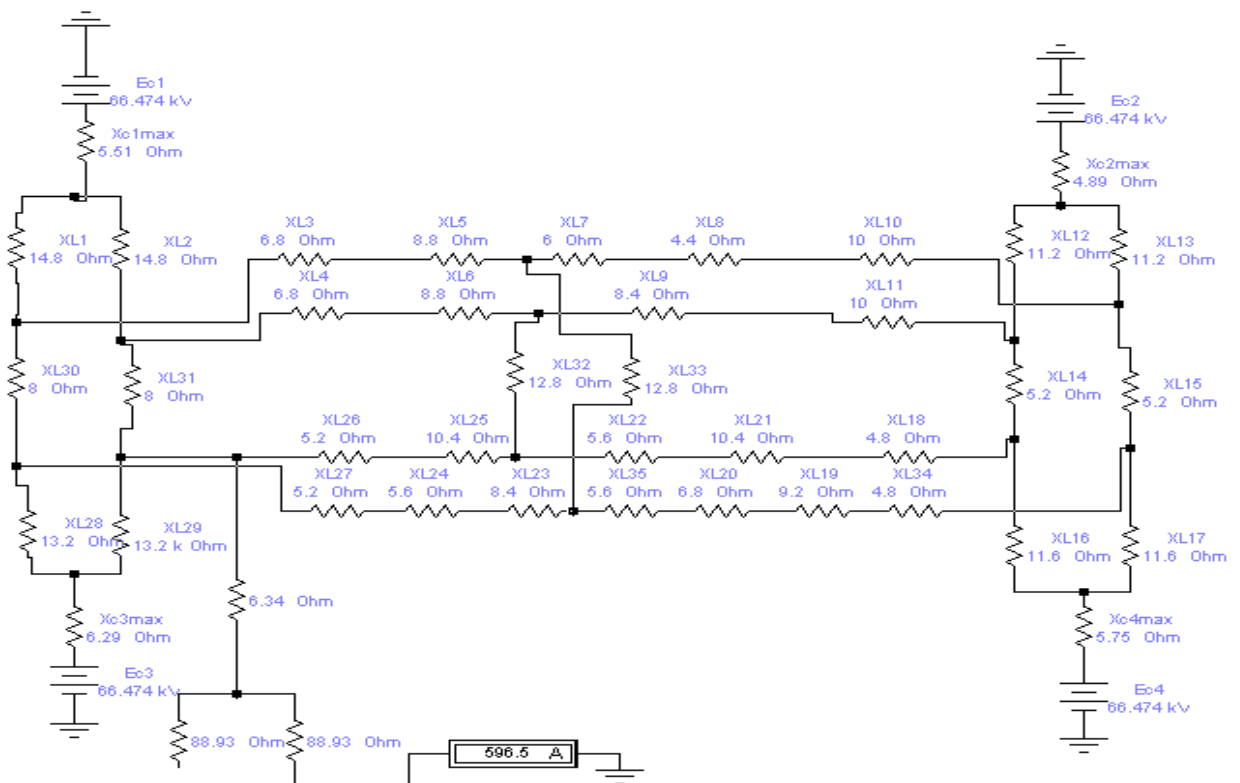 Ec1
66.474 kV
Xc1max
5.51 Ohm
Ec2
66.474 kV
Xc2max
4.89 Ohm
XL1
14.8 Ohm
XL2
14.8 Ohm
XL3
6.8 Ohm
XL5
8.8 Ohm
XL7
6 Ohm
XL8
4.4 Ohm
XL10
10 Ohm
XL12
11.2 Ohm
XL13
11.2 Ohm
XL4
6.8 Ohm
XL6
8.8 Ohm
XL9
8.4 Ohm
XL11
10 Ohm
XL30
8 Ohm
XL31
8 Ohm
XL32
12.8 Ohm
XL33
12.8 Ohm
XL14
5.2 Ohm
XL15
5.2 Ohm
XL26
5.2 Ohm
XL25
10.4 Ohm
XL22
5.6 Ohm
XL21
10.4 Ohm
XL18
4.8 Ohm
XL27
5.2 Ohm
XL24
5.6 Ohm
XL23
8.4 Ohm
XL35
5.6 Ohm
XL20
6.8 Ohm
XL19
9.2 Ohm
XL34
4.8 Ohm
XL28
13.2 Ohm
XL29
13.2 k Ohm
XL16
11.6 Ohm
XL17
11.6 Ohm
6.34 Ohm
Xc3max
6.29 Ohm
Xc4max
5.75 Ohm
Ec3
66.474 kV
Ec4
66.474 kV
88.93 Ohm
88.93 Ohm
596.5 A